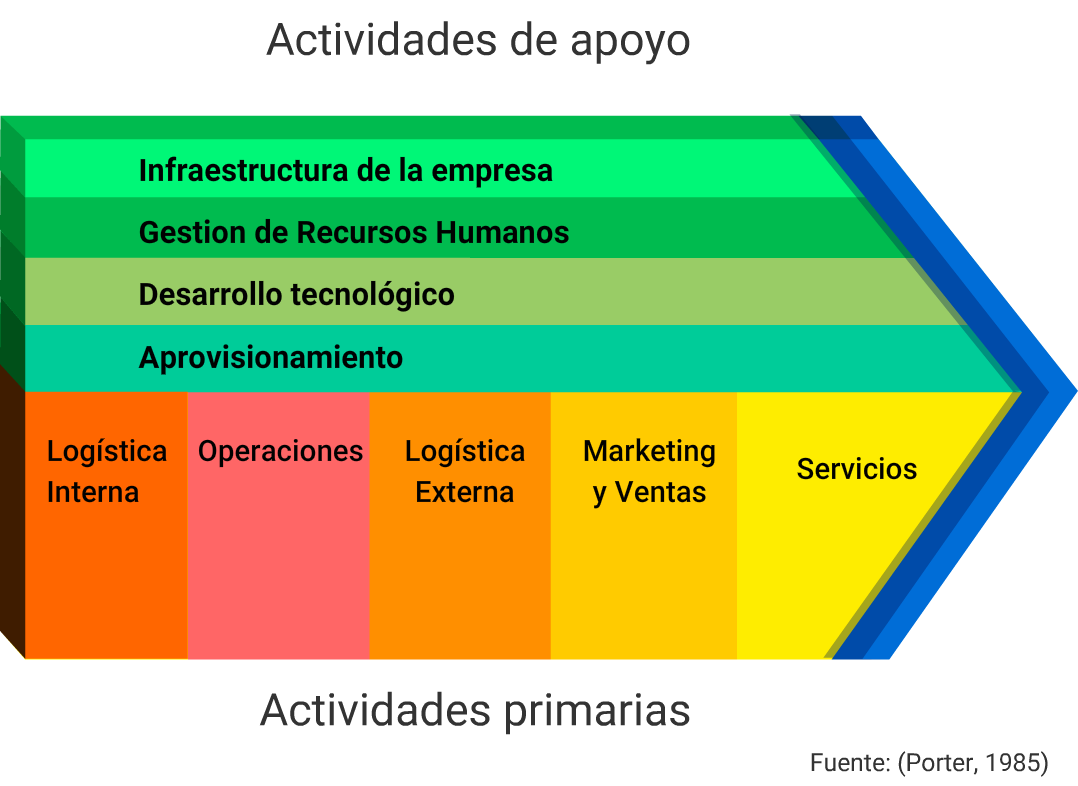 Actividades de apoyo
Infraestructura de la empresa
Gestion de Recursos Humanos
Desarrollo tecnológico
Aprovisionamiento
Logística
Interna
Operaciones
Logística
Externa
Marketing
y Ventas
Servicios
Actividades primarias
Fuente: (Porter, 1985)